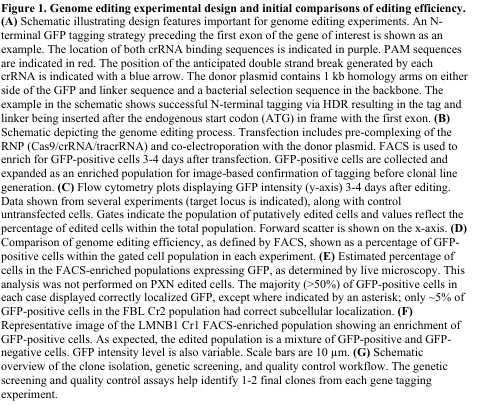 Figure 1. Genome editing experimental design and initial comparisons of editing efficiency.
(A) Schematic illustrating design features important for genome editing experiments. An N-
terminal GFP tagging strategy preceding the first exon of the gene of interest is shown as an
example. The location of both crRNA binding sequences is indicated in purple. PAM sequences
are indicated in red. The position of the anticipated double strand break generated by each
crRNA is indicated with a blue arrow. The donor plasmid contains 1 kb homology arms on either
side of the GFP and linker sequence and a bacterial selection sequence in the backbone. The
example in the schematic shows successful N-terminal tagging via HDR resulting in the tag and
linker being inserted after the endogenous start codon (ATG) in frame with the first exon. (B)
Schematic depicting the genome editing process. Transfection includes pre-complexing of the
RNP (Cas9/crRNA/tracrRNA) and co-electroporation with the donor plasmid. FACS is used to
enrich for GFP-positive cells 3-4 days after transfection. GFP-positive cells are collected and
expanded as an enriched population for image-based confirmation of tagging before clonal line
generation. (C) Flow cytometry plots displaying GFP intensity (y-axis) 3-4 days after editing.
Data shown from several experiments (target locus is indicated), along with control
untransfected cells. Gates indicate the population of putatively edited cells and values reflect the
percentage of edited cells within the total population. Forward scatter is shown on the x-axis. (D)
Comparison of genome editing efficiency, as defined by FACS, shown as a percentage of GFP-
positive cells within the gated cell population in each experiment. (E) Estimated percentage of
cells in the FACS-enriched populations expressing GFP, as determined by live microscopy. This
analysis was not performed on PXN edited cells. The majority (>50%) of GFP-positive cells in
each case displayed correctly localized GFP, except where indicated by an asterisk; only ~5% of
GFP-positive cells in the FBL Cr2 population had correct subcellular localization. (F)
Representative image of the LMNB1 Cr1 FACS-enriched population showing an enrichment of
GFP-positive cells. As expected, the edited population is a mixture of GFP-positive and GFP-
negative cells. GFP intensity level is also variable. Scale bars are 10 µm. (G) Schematic
overview of the clone isolation, genetic screening, and quality control workflow. The genetic
screening and quality control assays help identify 1-2 final clones from each gene tagging
experiment.